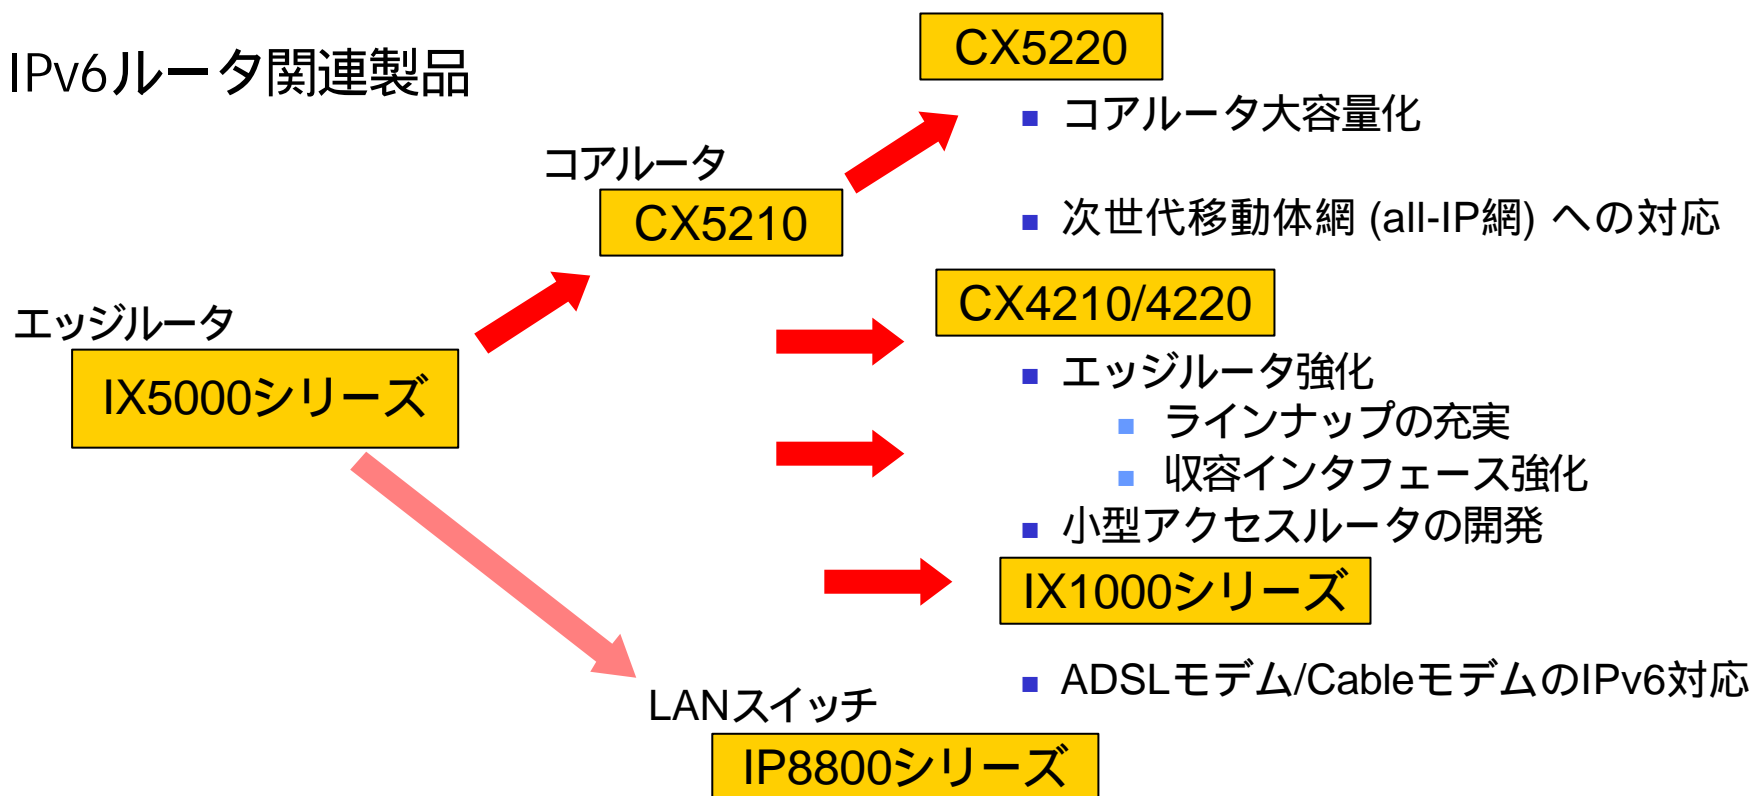 IPv6ルータ関連製品
CX5220
コアルータ大容量化
コアルータ
CX5210
次世代移動体網 (all-IP網) への対応
CX4210/4220
エッジルータ
IX5000シリーズ
エッジルータ強化
ラインナップの充実
収容インタフェース強化
小型アクセスルータの開発
IX1000シリーズ
ADSLモデム/CableモデムのIPv6対応
LANスイッチ
IP8800シリーズ